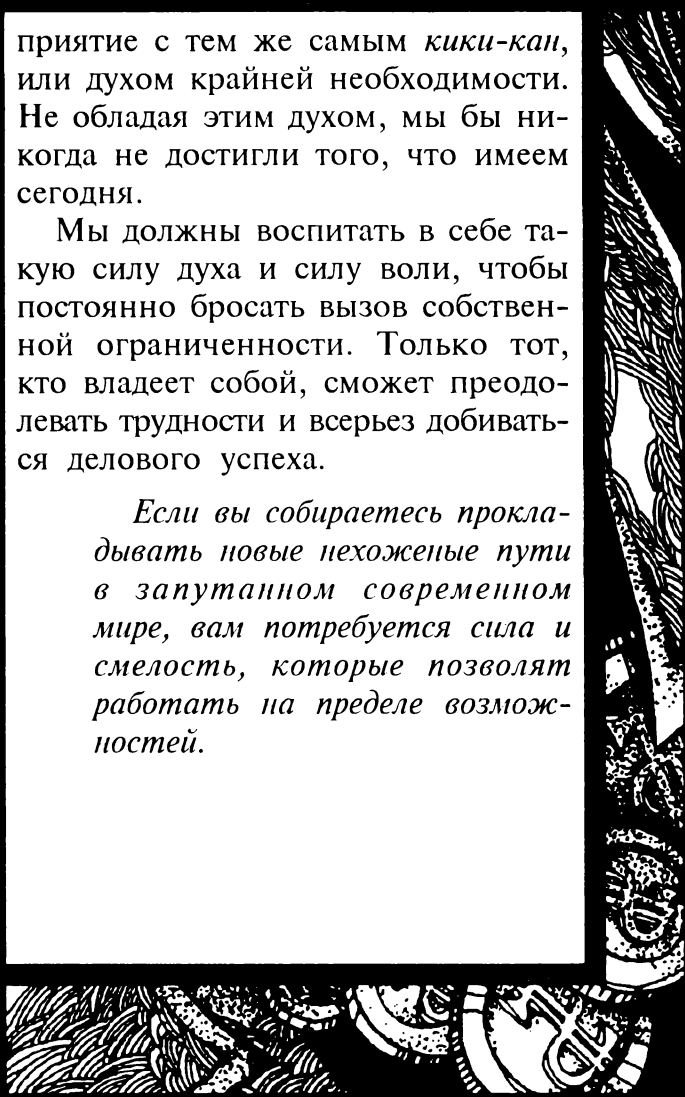 приятие с тем же самым кики-кан,
или духом крайней необходимости.
Не обладая этим духом, мы бы ни-
когда не достигли того, что имеем
сегодня.
Мы должны воспитать в себе та-
кую силу духа и силу воли, чтобы
постоянно бросать вызов собствен-
ной ограниченности. Только тот,
кто владеет собой, сможет преодо-
левать трудности и всерьез добивать-
ся делового успеха.
Если вы собираетесь прокла-
дывать новые нехоженые пути
в запутанном современном
мире, вам потребуется сила и
смелость, которые позволят
работать на пределе возмож-
ностей.